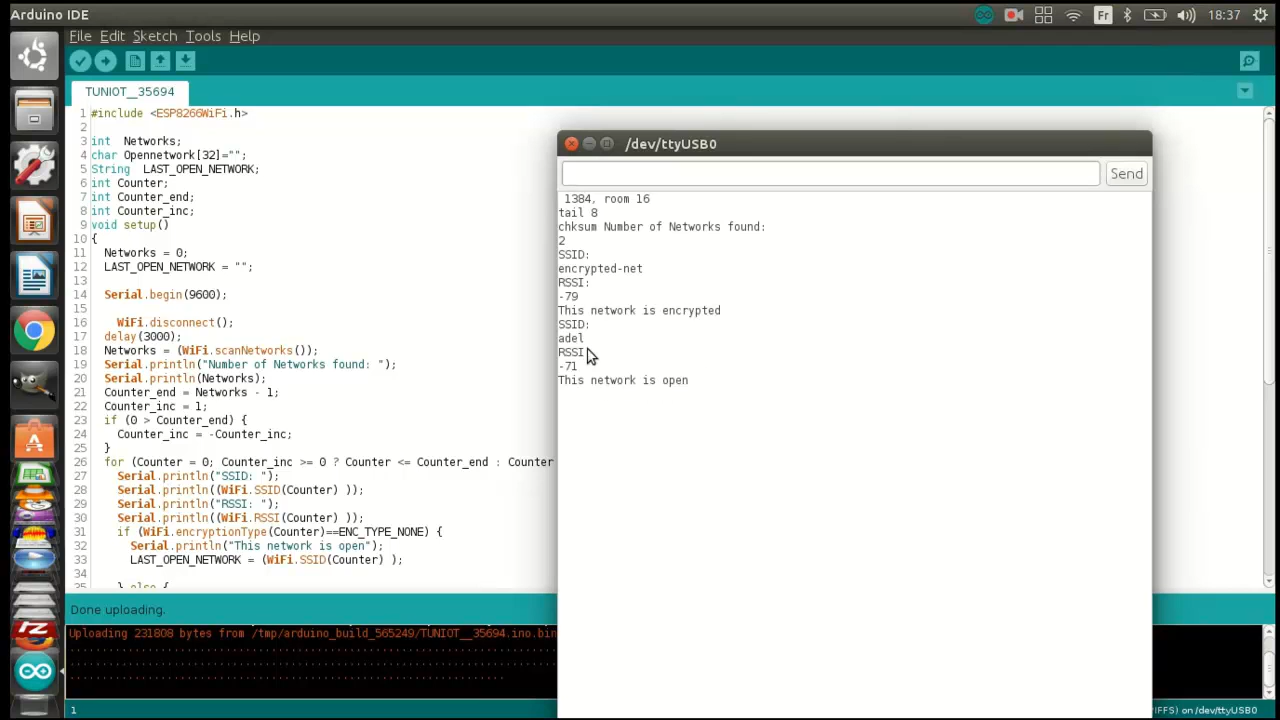 Arduino IDE
Fr
18:37
File Edit Sketch Tools Help
TUNIOT__35694
1 #include <ESP8266WiFi.h>
2
3 int  Networks;
4 char Opennetwork[32]="";
5 String  LAST_OPEN_NETWORK;
6 int Counter;
7 int Counter_end;
8 int Counter_inc;
9 void setup()
10 {
11   Networks = 0;
12   LAST_OPEN_NETWORK = "";
13
14   Serial.begin(9600);
15
16     WiFi.disconnect();
17   delay(3000);
18   Networks = (WiFi.scanNetworks());
19   Serial.println("Number of Networks found: ");
20   Serial.println(Networks);
21   Counter_end = Networks - 1;
22   Counter_inc = 1;
23   if (0 > Counter_end) {
24     Counter_inc = -Counter_inc;
25   }
26   for (Counter = 0; Counter_inc >= 0 ? Counter <= Counter_end : Counter
27     Serial.println("SSID: ");
28     Serial.println((WiFi.SSID(Counter) ));
29     Serial.println("RSSI: ");
30     Serial.println((WiFi.RSSI(Counter) ));
31     if (WiFi.encryptionType(Counter)==ENC_TYPE_NONE) {
32       Serial.println("This network is open");
33       LAST_OPEN_NETWORK = (WiFi.SSID(Counter) );
34
35     } else {
/dev/ttyUSB0
Send
1384, room 16
tail 8
chksum Number of Networks found:
2
SSID:
encrypted-net
RSSI:
-79
This network is encrypted
SSID:
adel
RSSI
-71
This network is open
Done uploading.
Uploading 231808 bytes from /tmp/arduino_build_565249/TUNIOT__35694.ino.bin
1
PIFFS) on /dev/ttyUSB0